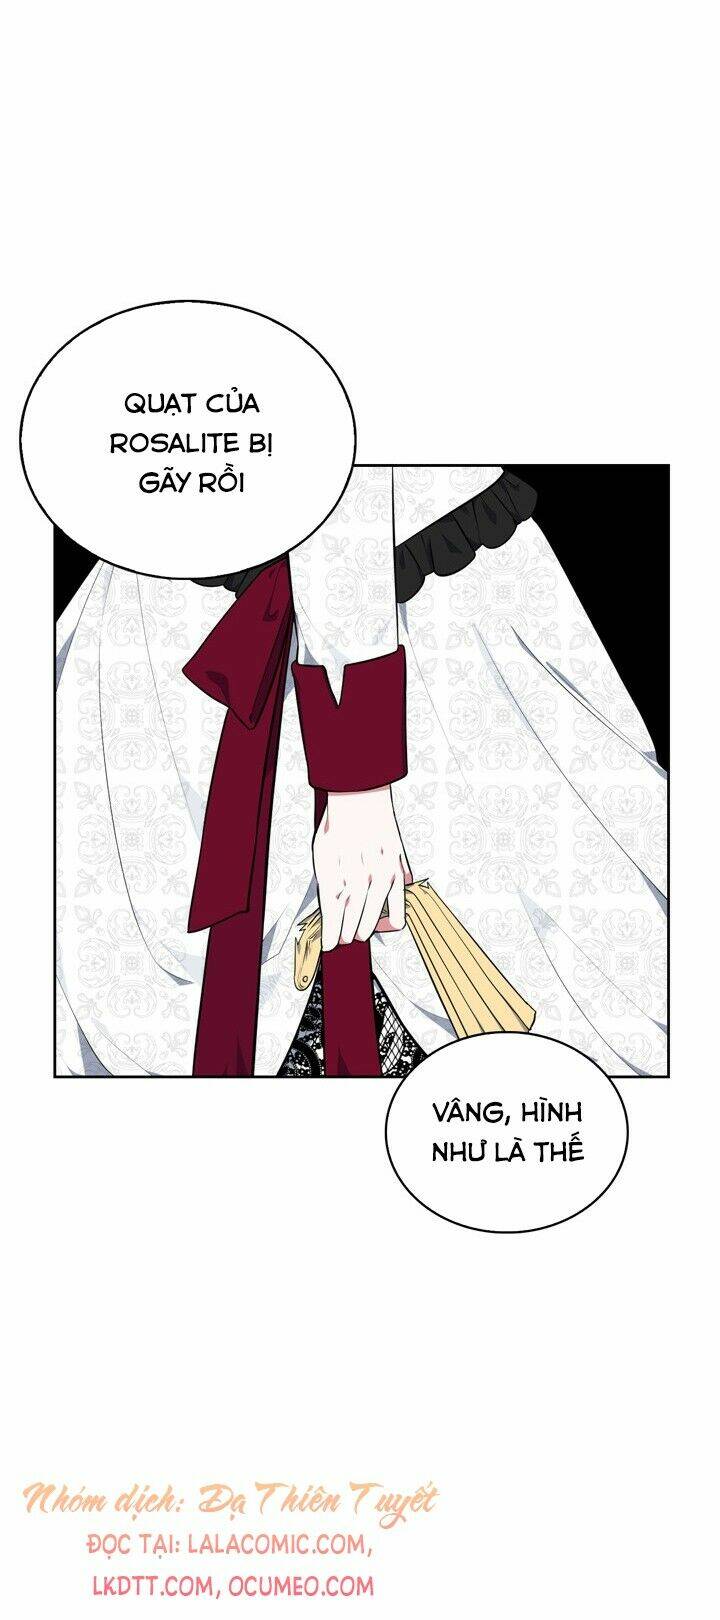 QUẠT CỦA
ROSALITE BỊ
GÃY RỒI
VÂNG, HÌNH
NHƯ LÀ THẾ
Nhóm dịch: Dạ Thiên Tuyết
ĐỌC TẠI: LALACOMIC.COM,
LKDTT.COM, OCUMEO.COM